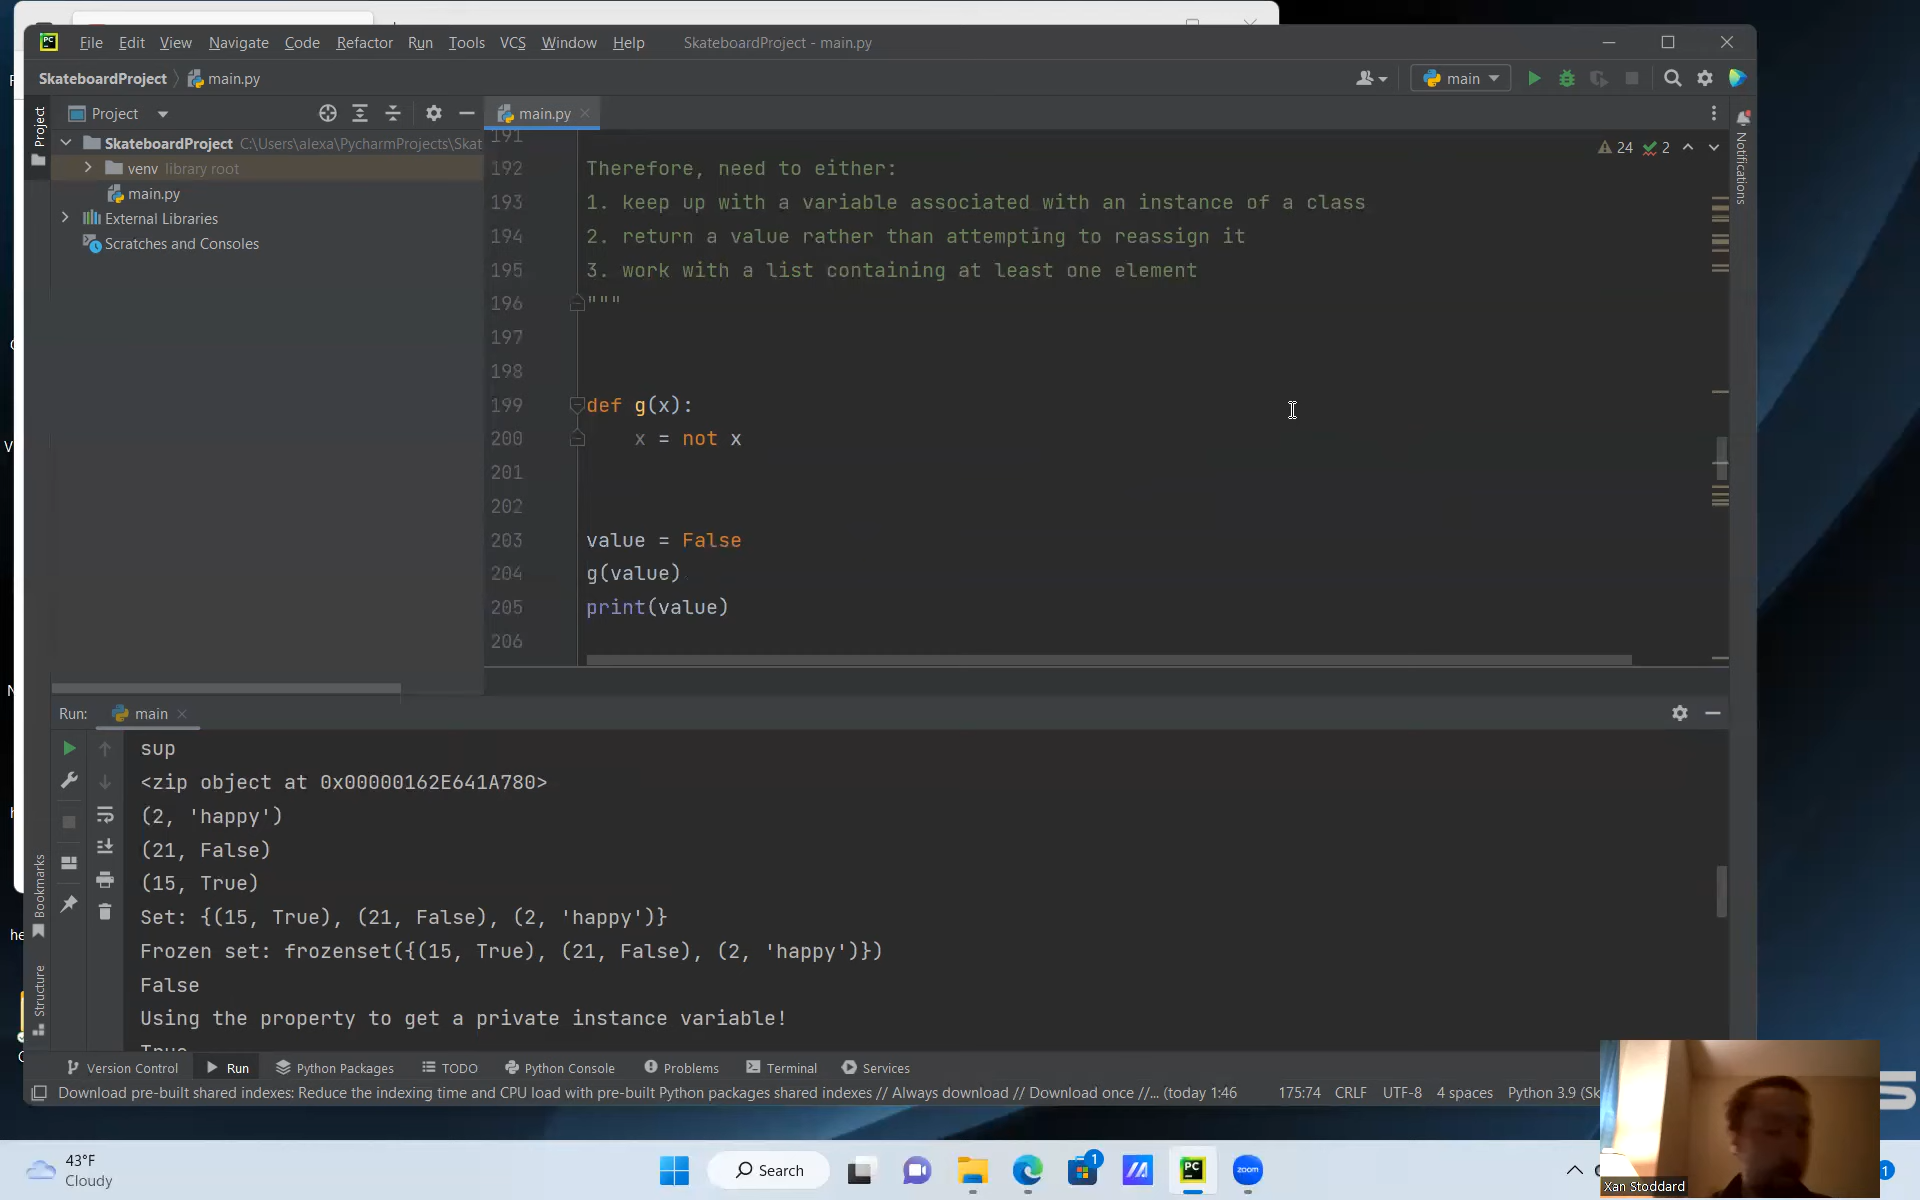 File Edit View Navigate Code Refactor Run Tools VCS Window Help SkateboardProject - main.py
SkateboardProject main.py
main
Project main.py
SkateboardProject C:\Users\alexa\PycharmProjects\Skat
venv library root
main.py
External Libraries
Scratches and Consoles
Project
Bookmarks
Structure
Notifications
24 2
191
192 Therefore, need to either:
193 1. keep up with a variable associated with an instance of a class
194 2. return a value rather than attempting to reassign it
195 3. work with a list containing at least one element
196 """
197
198
199 def g(x):
200 x = not x
201
202
203 value = False
204 g(value)
205 print(value)
206
Run: main
sup
<zip object at 0x00000162E641A780>
(2, 'happy')
(21, False)
(15, True)
Set: {(15, True), (21, False), (2, 'happy')}
Frozen set: frozenset({(15, True), (21, False), (2, 'happy')})
False
Using the property to get a private instance variable!
True
Version Control Run Python Packages TODO Python Console Problems Terminal Services
Download pre-built shared indexes: Reduce the indexing time and CPU load with pre-built Python packages shared indexes // Always download // Download once //... (today 1:46 175:74 CRLF UTF-8 4 spaces Python 3.9 (Sk
Xan Stoddard
43°F
Cloudy
Search
1
zoom
1